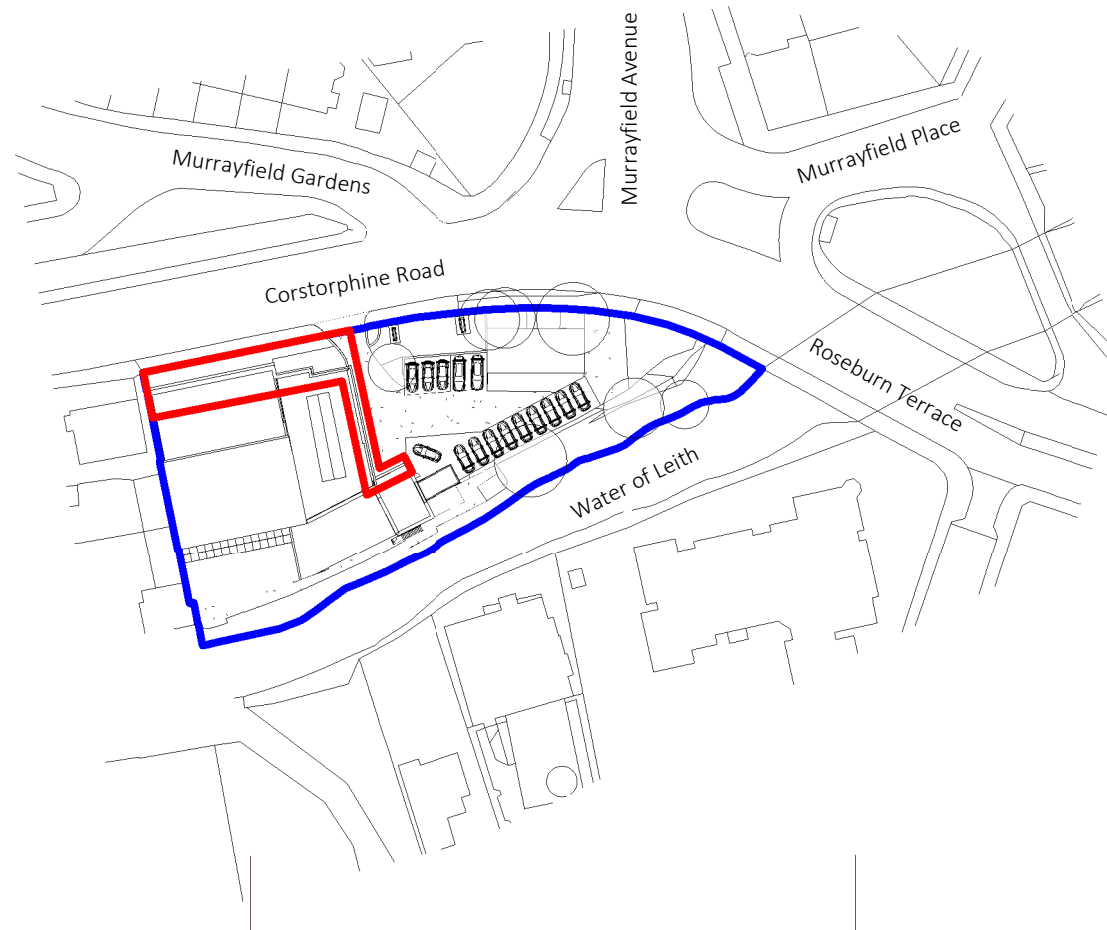 Murrayfield Avenue
Murrayfield Place
Murrayfield Gardens
Corstorphine Road
Roseburn Terrace
Water of Leith